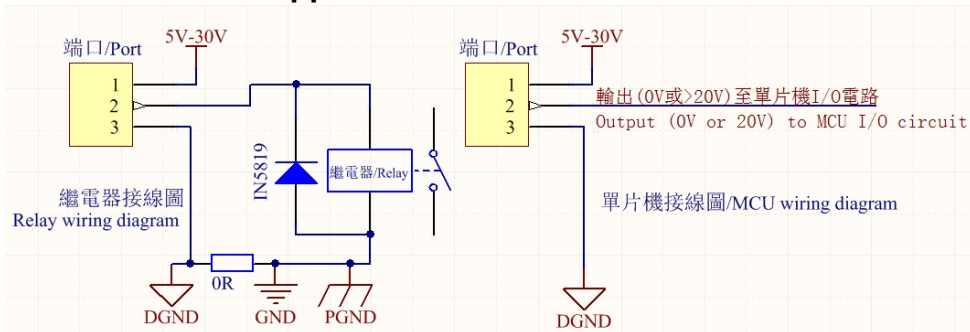 端口/Port
5V-30V
1
2
3
IN5819
繼電器/Relay
繼電器接線圖
Relay wiring diagram
0R
DGND
GND
PGND
端口/Port
5V-30V
1
2
3
輸出(0V或>20V)至單片機I/O電路
Output (0V or 20V) to MCU I/O circuit
單片機接線圖/MCU wiring diagram
DGND